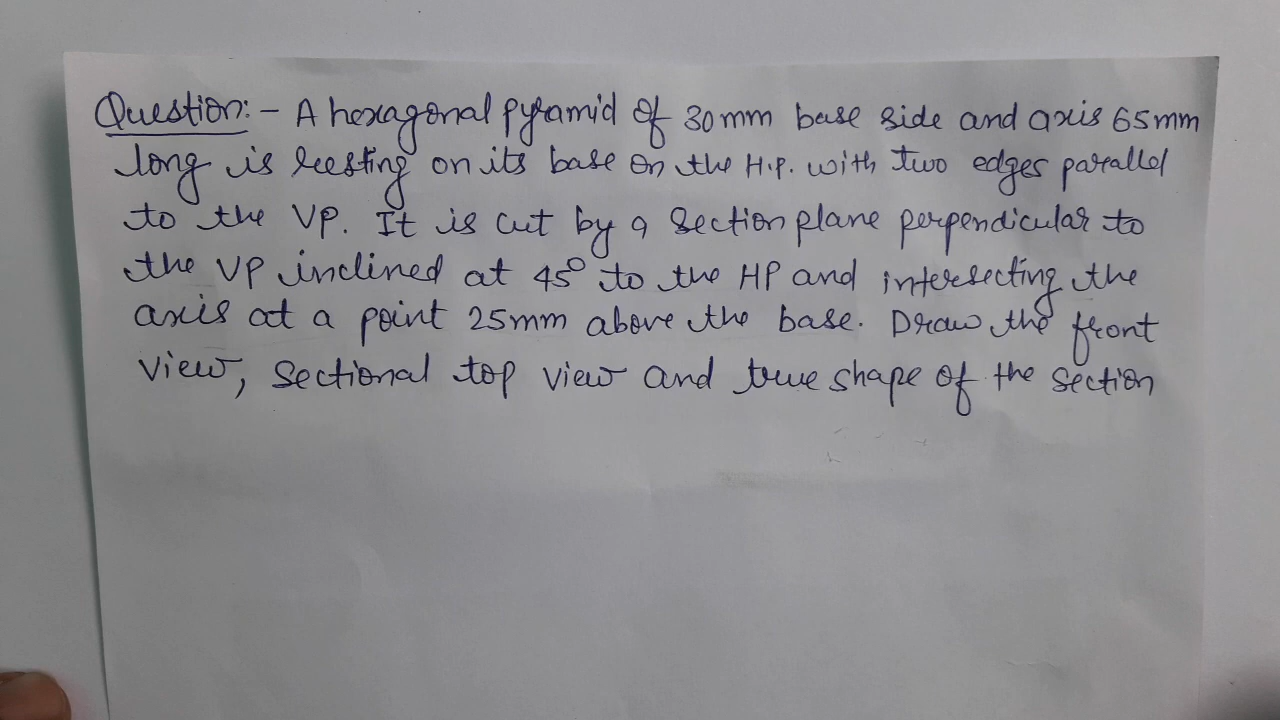 Question:- A hexagonal pyramid of 30mm base side and axis 65mm
long is resting on its base on the H.P. with two edges parallel
to the VP. It is cut by a section plane perpendicular to
the VP inclined at 45° to the HP and intersecting the
axis at a point 25mm above the base. Draw the front
view, sectional top view and true shape of the section